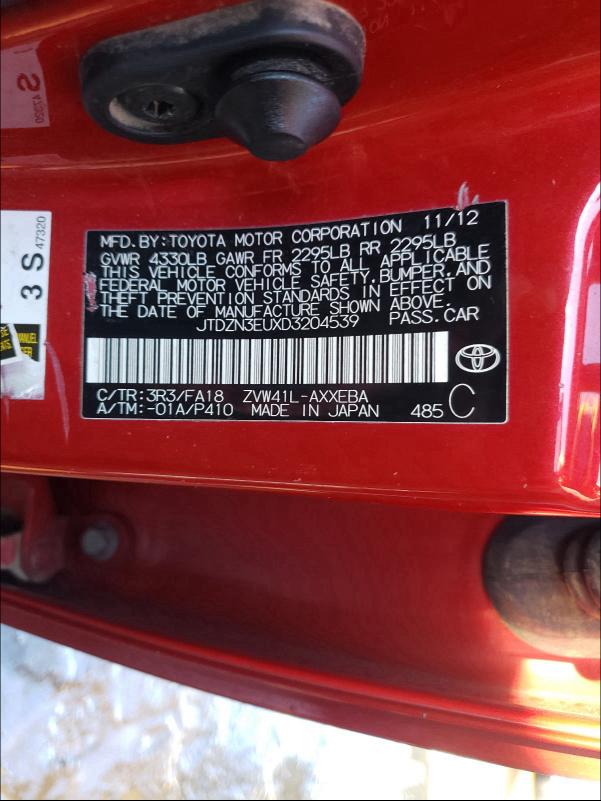 S
47320
3 S
47320
MFD. BY: TOYOTA MOTOR CORPORATION 11/12
GVWR 4330LB GAWR FR 2295LB RR 2295LB
THIS VEHICLE CONFORMS TO ALL APPLICABLE
FEDERAL MOTOR VEHICLE SAFETY, BUMPER, AND
THEFT PREVENTION STANDARDS IN EFFECT ON
THE DATE OF MANUFACTURE SHOWN ABOVE.
JTDZN3EUXD3204539 PASS. CAR
C/TR: 3R3/FA18 ZVW41L-AXXEBA
A/TM: -01A/P410 MADE IN JAPAN 485 C